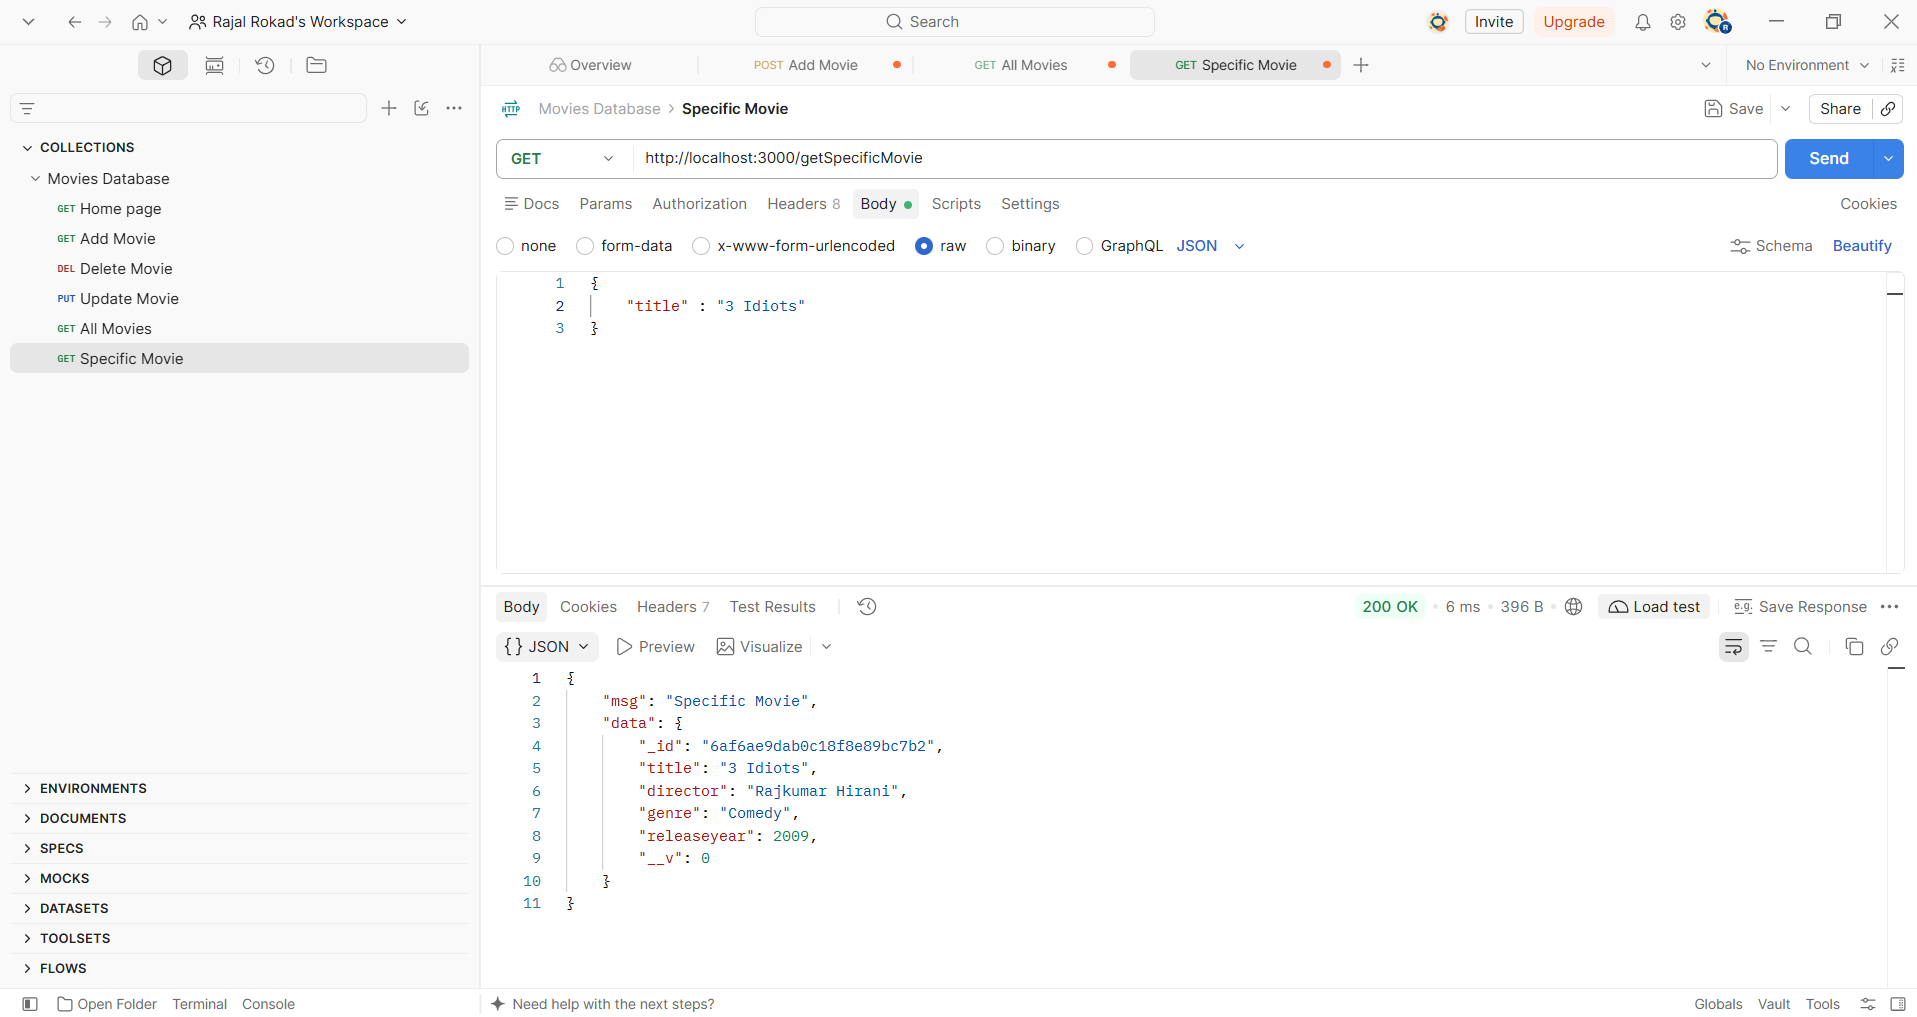 Rajal Rokad's Workspace
Search
Invite
Upgrade
R
Overview
POST Add Movie
GET All Movies
GET Specific Movie
No Environment
COLLECTIONS
Movies Database
GET Home page
GET Add Movie
DEL Delete Movie
PUT Update Movie
GET All Movies
GET Specific Movie
ENVIRONMENTS
DOCUMENTS
SPECS
MOCKS
DATASETS
TOOLSETS
FLOWS
HTTP Movies Database > Specific Movie
Save
Share
GET http://localhost:3000/getSpecificMovie
Send
Docs Params Authorization Headers 8 Body Scripts Settings
Cookies
none form-data x-www-form-urlencoded raw binary GraphQL JSON
Schema Beautify
1 {
2 "title" : "3 Idiots"
3 }
Body Cookies Headers 7 Test Results
200 OK • 6 ms • 396 B •
Load test
e.g. Save Response
{} JSON Preview Visualize
1 {
2 "msg": "Specific Movie",
3 "data": {
4 "_id": "6af6ae9dab0c18f8e89bc7b2",
5 "title": "3 Idiots",
6 "director": "Rajkumar Hirani",
7 "genre": "Comedy",
8 "releaseyear": 2009,
9 "__v": 0
10 }
11 }
Open Folder Terminal Console
Need help with the next steps?
Globals Vault Tools